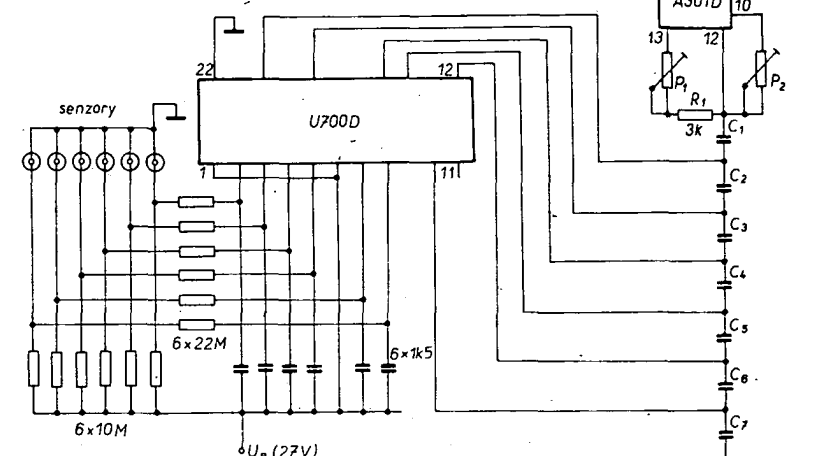 A301D
10
13
12
P1
P2
R1
3k
22
12
senzory
U700D
1
11
C1
C2
C3
C4
C5
C6
C7
6×22M
6×1k5
6×10M
(27V)